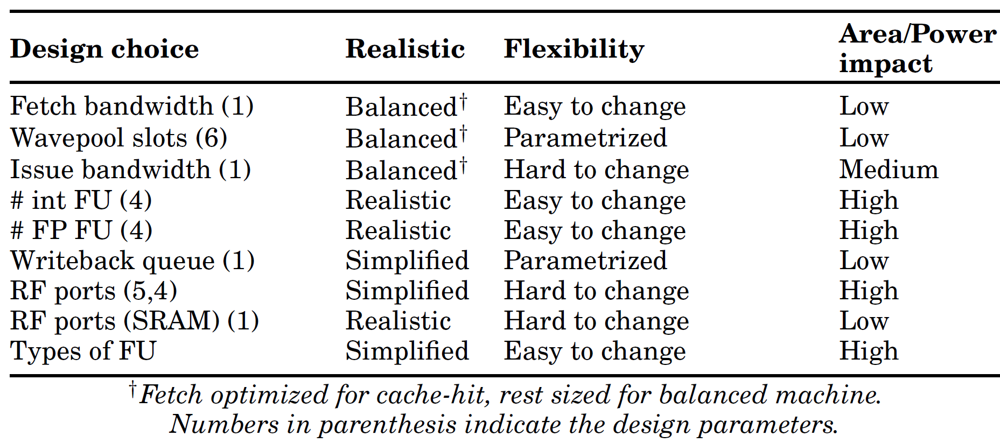 Design choice Realistic Flexibility Area/Power impact
Fetch bandwidth (1) Balanced† Easy to change Low
Wavepool slots (6) Balanced† Parametrized Low
Issue bandwidth (1) Balanced† Hard to change Medium
# int FU (4) Realistic Easy to change High
# FP FU (4) Realistic Easy to change High
Writeback queue (1) Simplified Parametrized Low
RF ports (5,4) Simplified Hard to change High
RF ports (SRAM) (1) Realistic Hard to change Low
Types of FU Simplified Easy to change High
†Fetch optimized for cache-hit, rest sized for balanced machine.
Numbers in parenthesis indicate the design parameters.